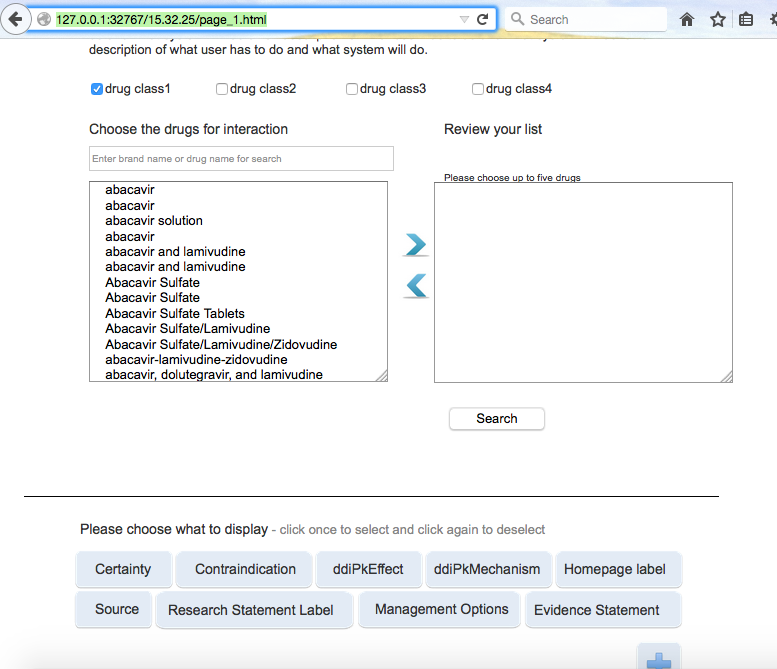 127.0.0.1:32767/15.32.25/page_1.html
Search
description of what user has to do and what system will do.
drug class1 drug class2 drug class3 drug class4
Choose the drugs for interaction
Review your list
Enter brand name or drug name for search
Please choose up to five drugs
abacavir
abacavir
abacavir solution
abacavir
abacavir and lamivudine
abacavir and lamivudine
Abacavir Sulfate
Abacavir Sulfate
Abacavir Sulfate Tablets
Abacavir Sulfate/Lamivudine
Abacavir Sulfate/Lamivudine/Zidovudine
abacavir-lamivudine-zidovudine
abacavir, dolutegravir, and lamivudine
Search
Please choose what to display - click once to select and click again to deselect
Certainty Contraindication ddiPkEffect ddiPkMechanism Homepage label
Source Research Statement Label Management Options Evidence Statement